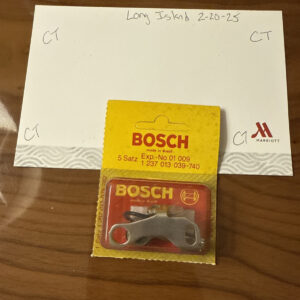 Long Island 2-20-25
CT CT
CT CT
MARRIOTT
BOSCH
made in Brazil
5 Satz Exp.-No 01 009
1 237 013 039-740
BOSCH